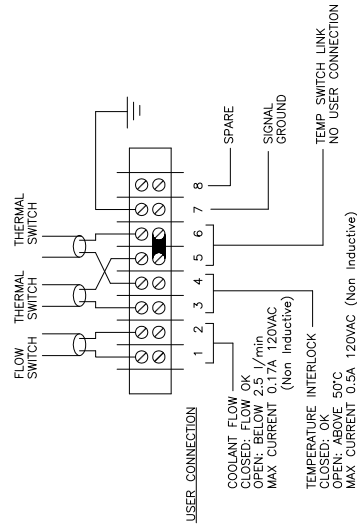 FLOW
SWITCH
THERMAL
SWITCH
THERMAL
SWITCH
1
2
3
4
5
6
7
8
USER CONNECTION
COOLANT FLOW
CLOSED: FLOW OK
OPEN: BELOW 2.5 l/min
MAX CURRENT 0.17A 120VAC
(Non Inductive)
TEMPERATURE INTERLOCK
CLOSED: OK
OPEN: ABOVE 50°C
MAX CURRENT 0.5A 120VAC (Non Inductive)
SPARE
SIGNAL
GROUND
TEMP SWITCH LINK
NO USER CONNECTION